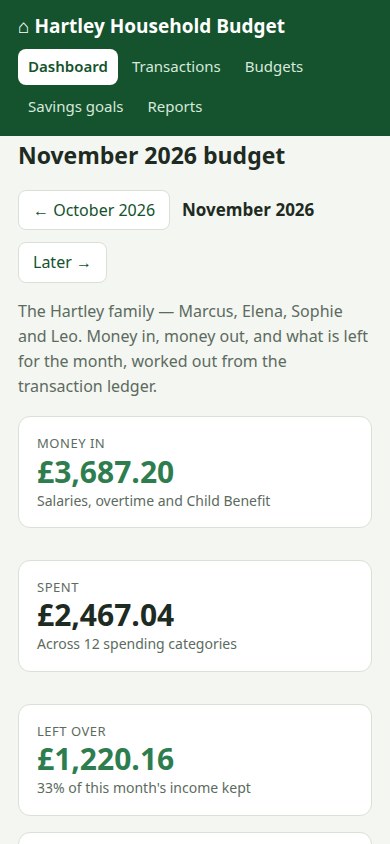 ⌂ Hartley Household Budget
Dashboard Transactions Budgets
Savings goals Reports
November 2026 budget
← October 2026 November 2026
Later →
The Hartley family — Marcus, Elena, Sophie
and Leo. Money in, money out, and what is left
for the month, worked out from the
transaction ledger.
MONEY IN
£3,687.20
Salaries, overtime and Child Benefit
SPENT
£2,467.04
Across 12 spending categories
LEFT OVER
£1,220.16
33% of this month's income kept